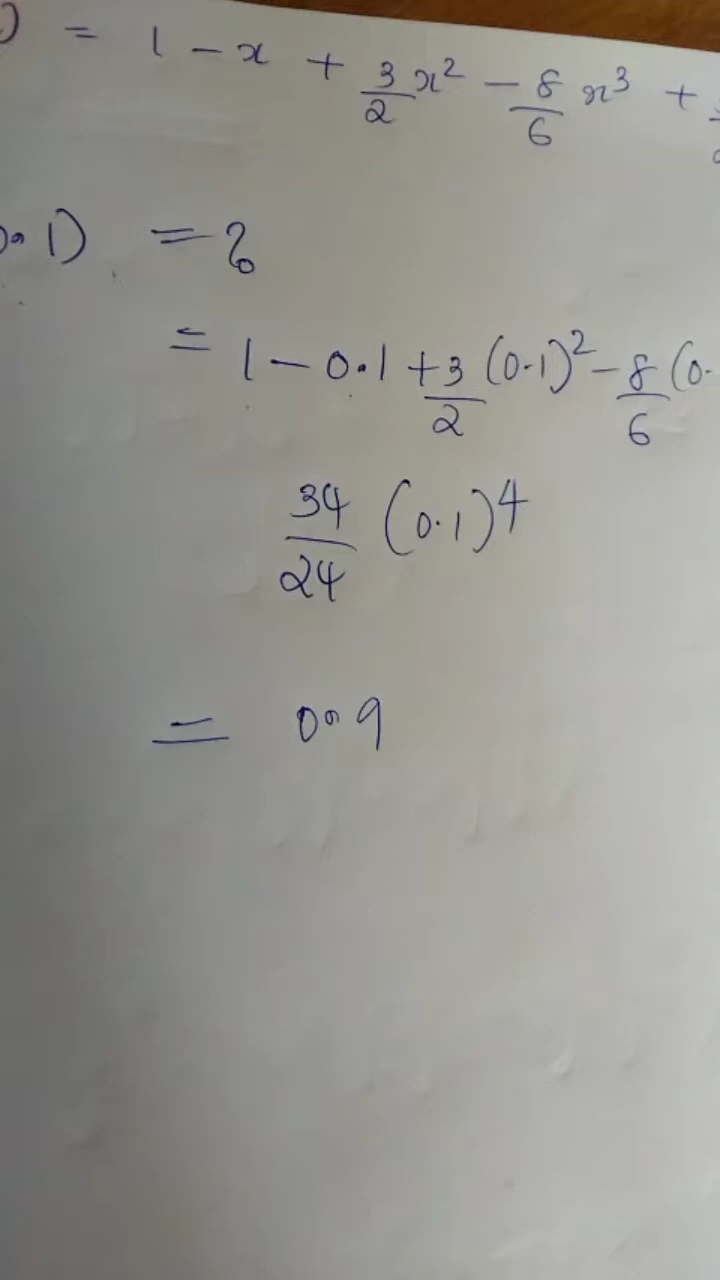 ) = 1 - x + 3/2 x² - 8/6 x³ +
0.1) = ?
= 1 - 0.1 + 3/2 (0.1)² - 8/6 (0.
34/24 (0.1)⁴
= 0.9